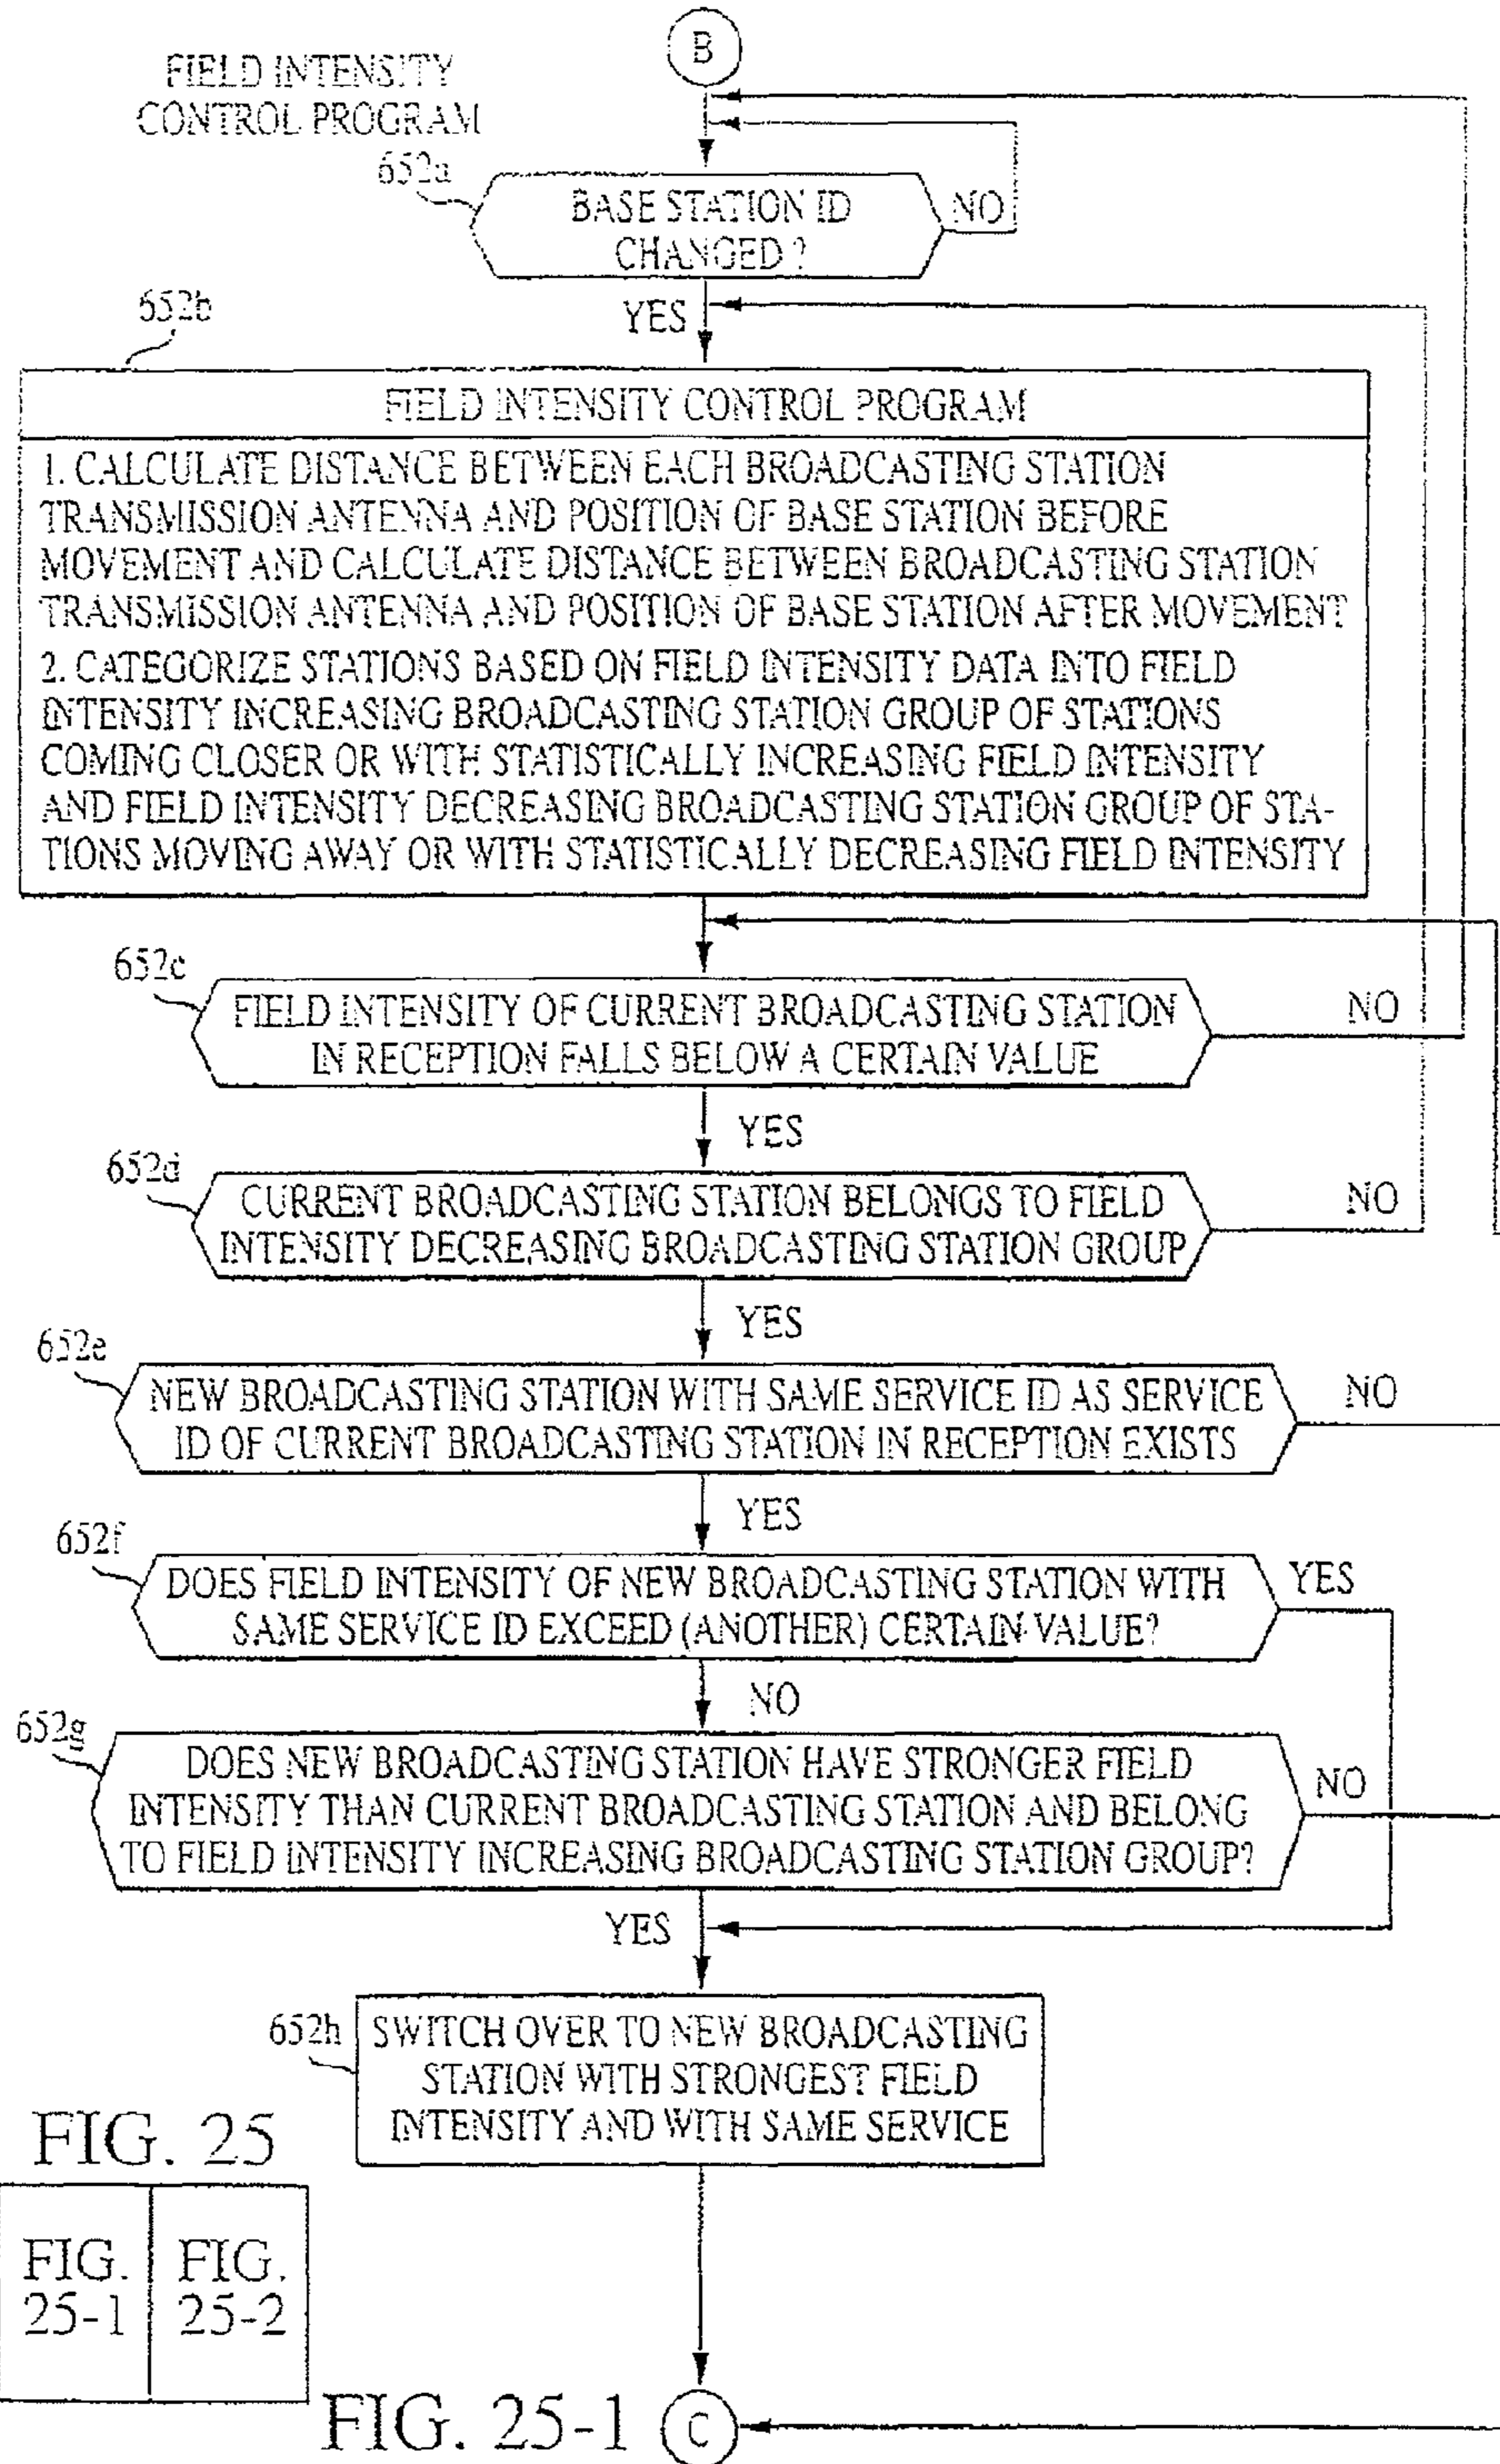 B
FIELD INTENSITY
CONTROL PROGRAM
652a
BASE STATION ID
CHANGED ?
NO
YES
652b
FIELD INTENSITY CONTROL PROGRAM
1. CALCULATE DISTANCE BETWEEN EACH BROADCASTING STATION
TRANSMISSION ANTENNA AND POSITION OF BASE STATION BEFORE
MOVEMENT AND CALCULATE DISTANCE BETWEEN BROADCASTING STATION
TRANSMISSION ANTENNA AND POSITION OF BASE STATION AFTER MOVEMENT
2. CATEGORIZE STATIONS BASED ON FIELD INTENSITY DATA INTO FIELD
INTENSITY INCREASING BROADCASTING STATION GROUP OF STATIONS
COMING CLOSER OR WITH STATISTICALLY INCREASING FIELD INTENSITY
AND FIELD INTENSITY DECREASING BROADCASTING STATION GROUP OF STA-
TIONS MOVING AWAY OR WITH STATISTICALLY DECREASING FIELD INTENSITY
652c
FIELD INTENSITY OF CURRENT BROADCASTING STATION
IN RECEPTION FALLS BELOW A CERTAIN VALUE
NO
YES
652d
CURRENT BROADCASTING STATION BELONGS TO FIELD
INTENSITY DECREASING BROADCASTING STATION GROUP
NO
YES
652e
NEW BROADCASTING STATION WITH SAME SERVICE ID AS SERVICE
ID OF CURRENT BROADCASTING STATION IN RECEPTION EXISTS
NO
YES
652f
DOES FIELD INTENSITY OF NEW BROADCASTING STATION WITH
SAME SERVICE ID EXCEED (ANOTHER) CERTAIN VALUE?
YES
NO
652g
DOES NEW BROADCASTING STATION HAVE STRONGER FIELD
INTENSITY THAN CURRENT BROADCASTING STATION AND BELONG
TO FIELD INTENSITY INCREASING BROADCASTING STATION GROUP?
NO
YES
652h
SWITCH OVER TO NEW BROADCASTING
STATION WITH STRONGEST FIELD
INTENSITY AND WITH SAME SERVICE
FIG. 25
FIG.
25-1
FIG.
25-2
FIG. 25-1
C